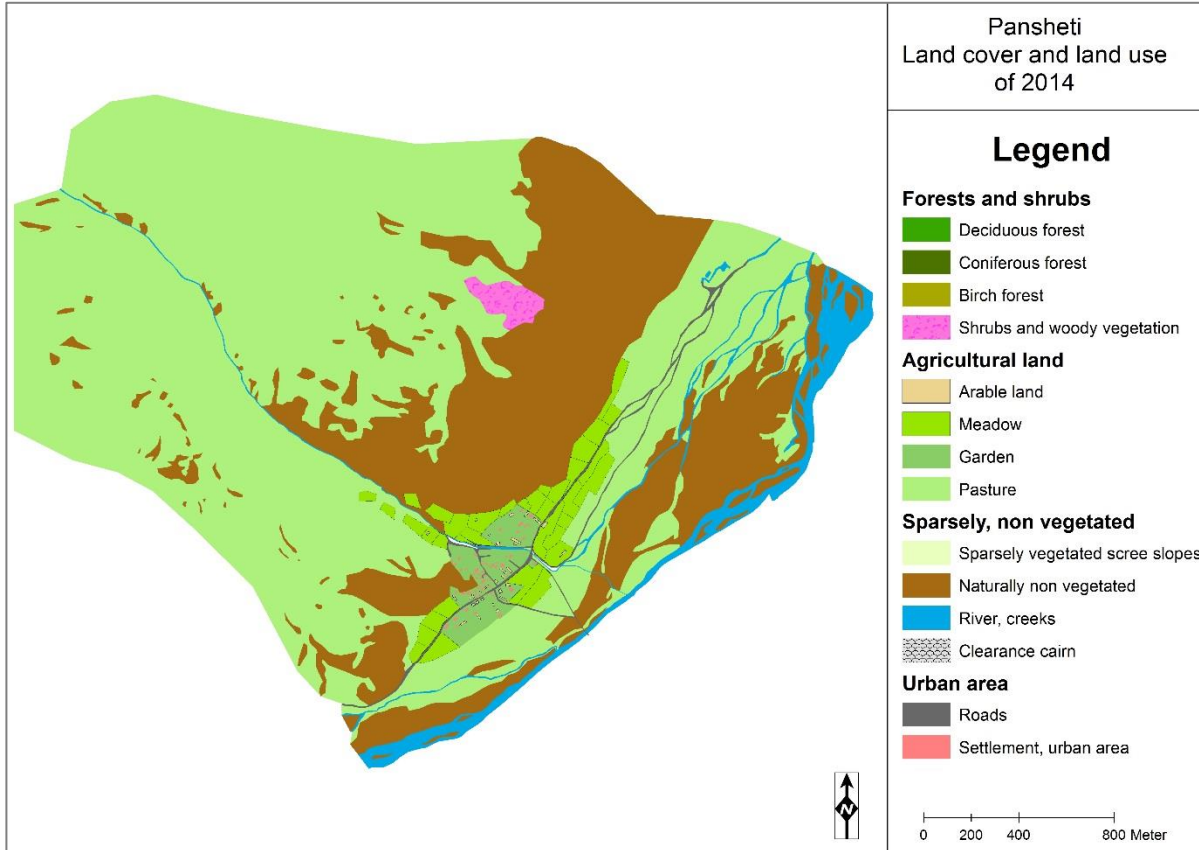 Pansheti
Land cover and land use
of 2014
Legend
Forests and shrubs
Deciduous forest
Coniferous forest
Birch forest
Shrubs and woody vegetation
Agricultural land
Arable land
Meadow
Garden
Pasture
Sparsely, non vegetated
Sparsely vegetated scree slopes
Naturally non vegetated
River, creeks
Clearance cairn
Urban area
Roads
Settlement, urban area
N
0 200 400 800 Meter